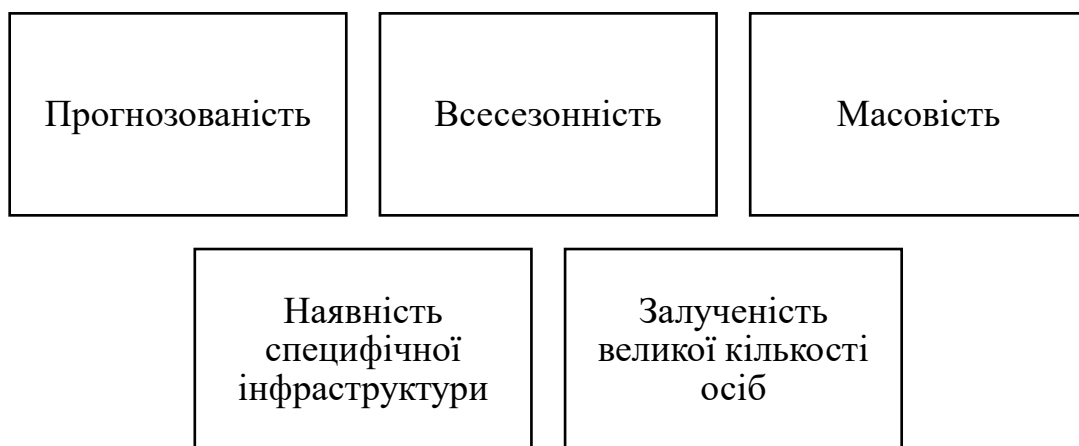 Прогнозованість
Всесезонність
Масовість
Наявність
специфічної
інфраструктури
Залученість
великої кількості
осіб